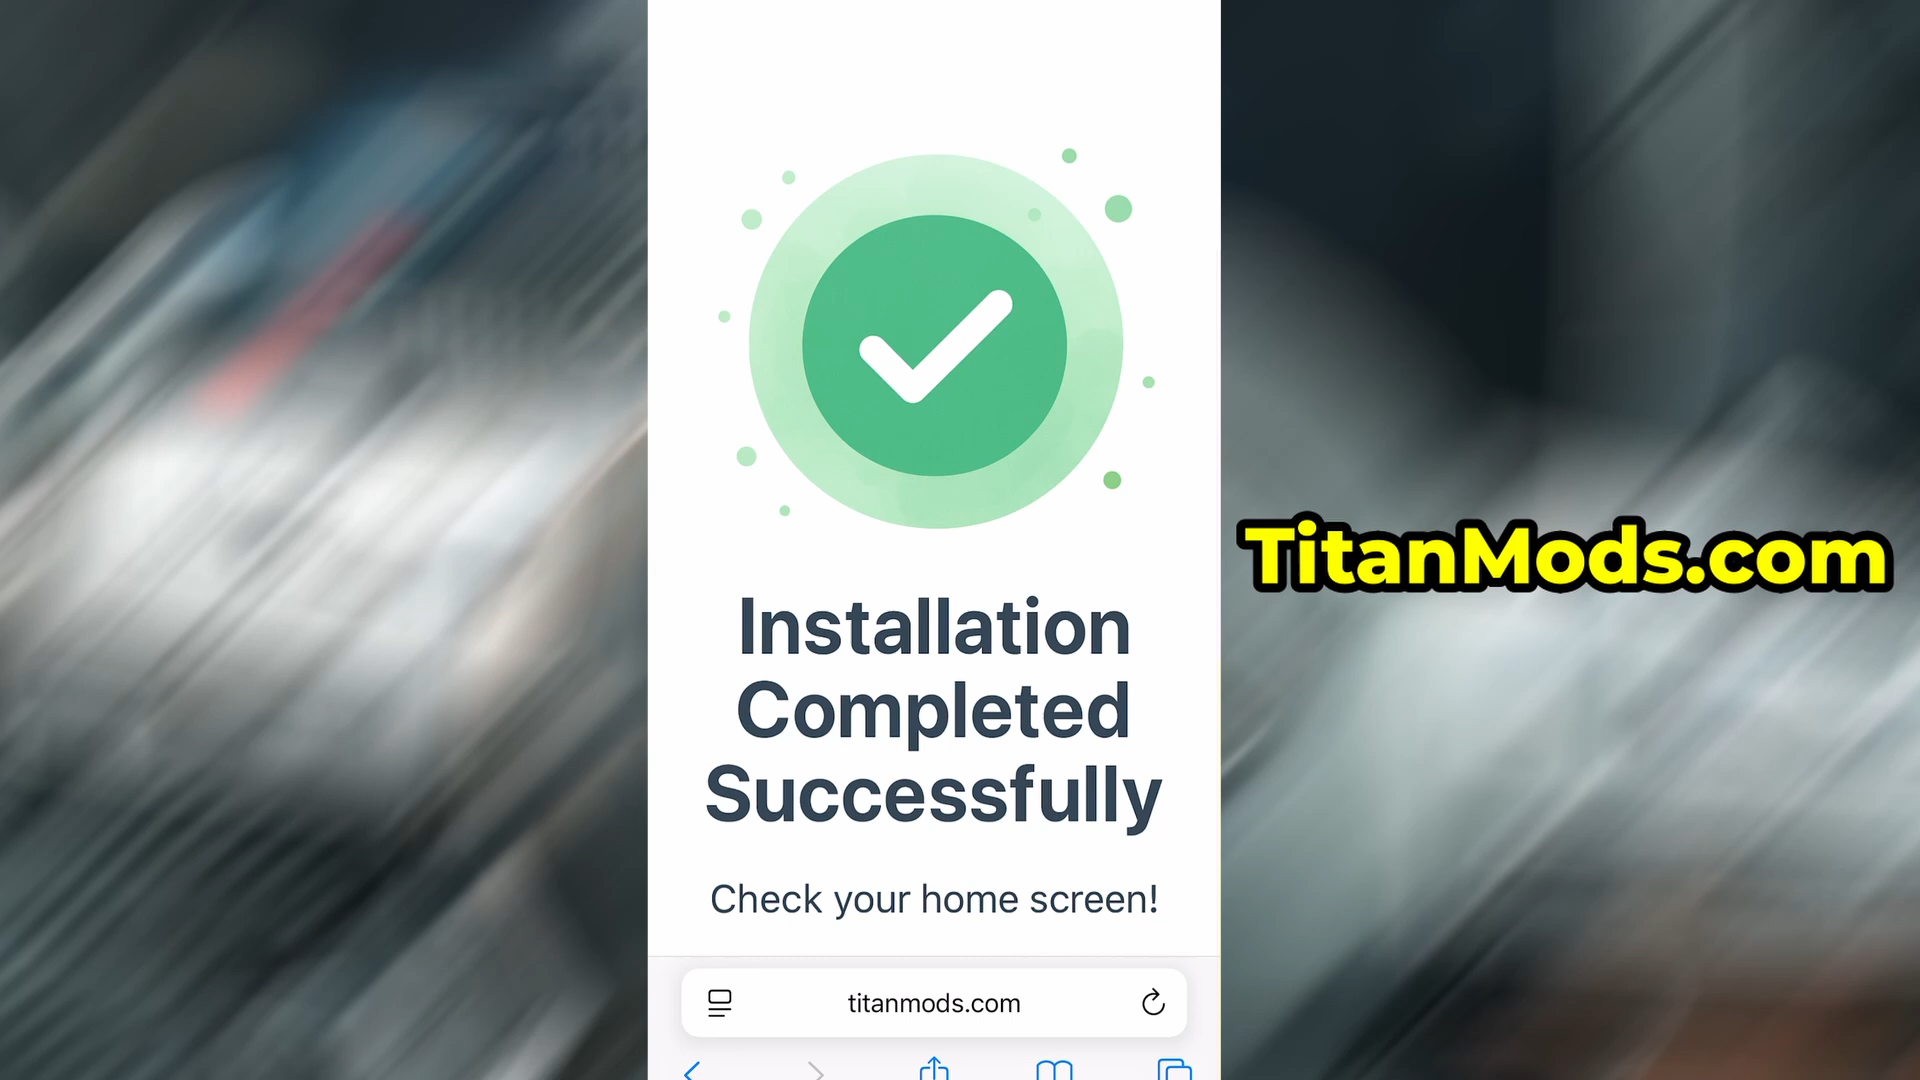 Installation
Completed
Successfully
Check your home screen!
TitanMods.com
titanmods.com